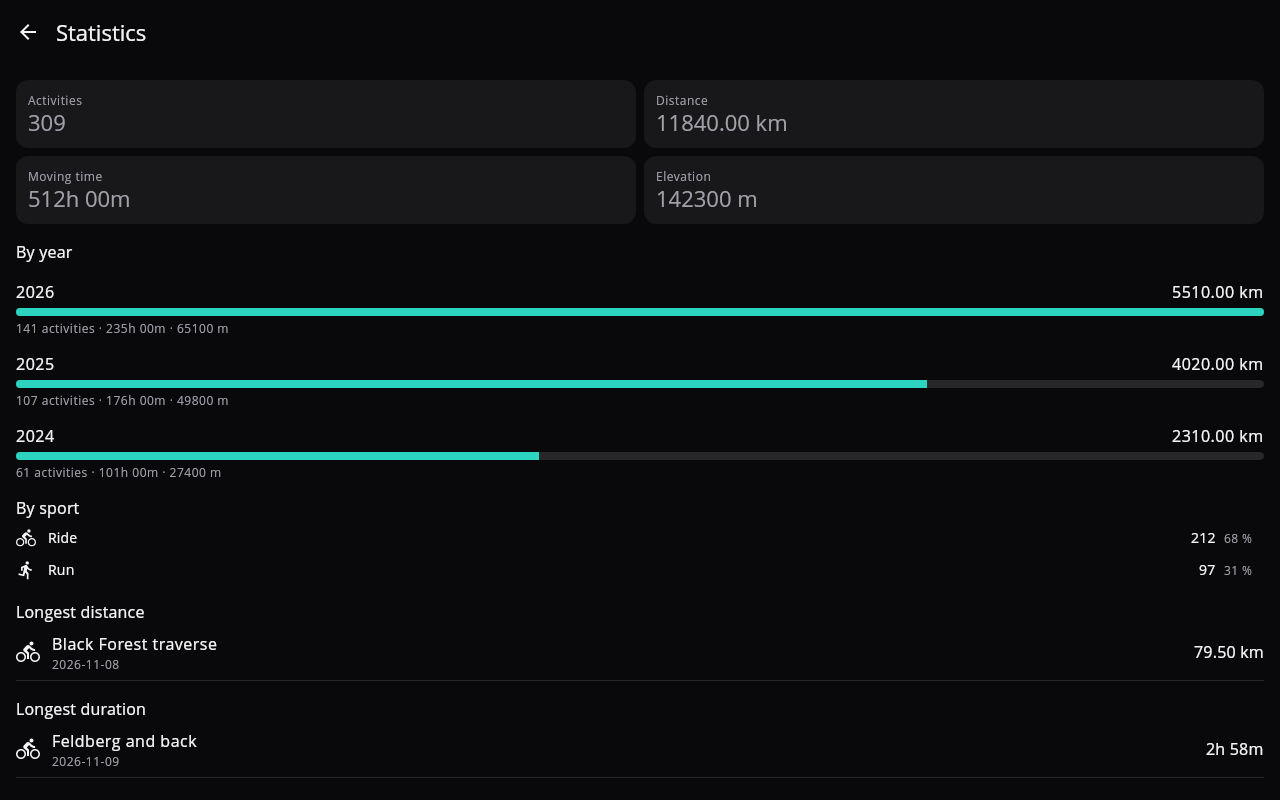 Statistics
Activities
309
Distance
11840.00 km
Moving time
512h 00m
Elevation
142300 m
By year
2026
5510.00 km
141 activities · 235h 00m · 65100 m
2025
4020.00 km
107 activities · 176h 00m · 49800 m
2024
2310.00 km
61 activities · 101h 00m · 27400 m
By sport
Ride
212 68 %
Run
97 31 %
Longest distance
Black Forest traverse
2026-11-08
79.50 km
Longest duration
Feldberg and back
2026-11-09
2h 58m